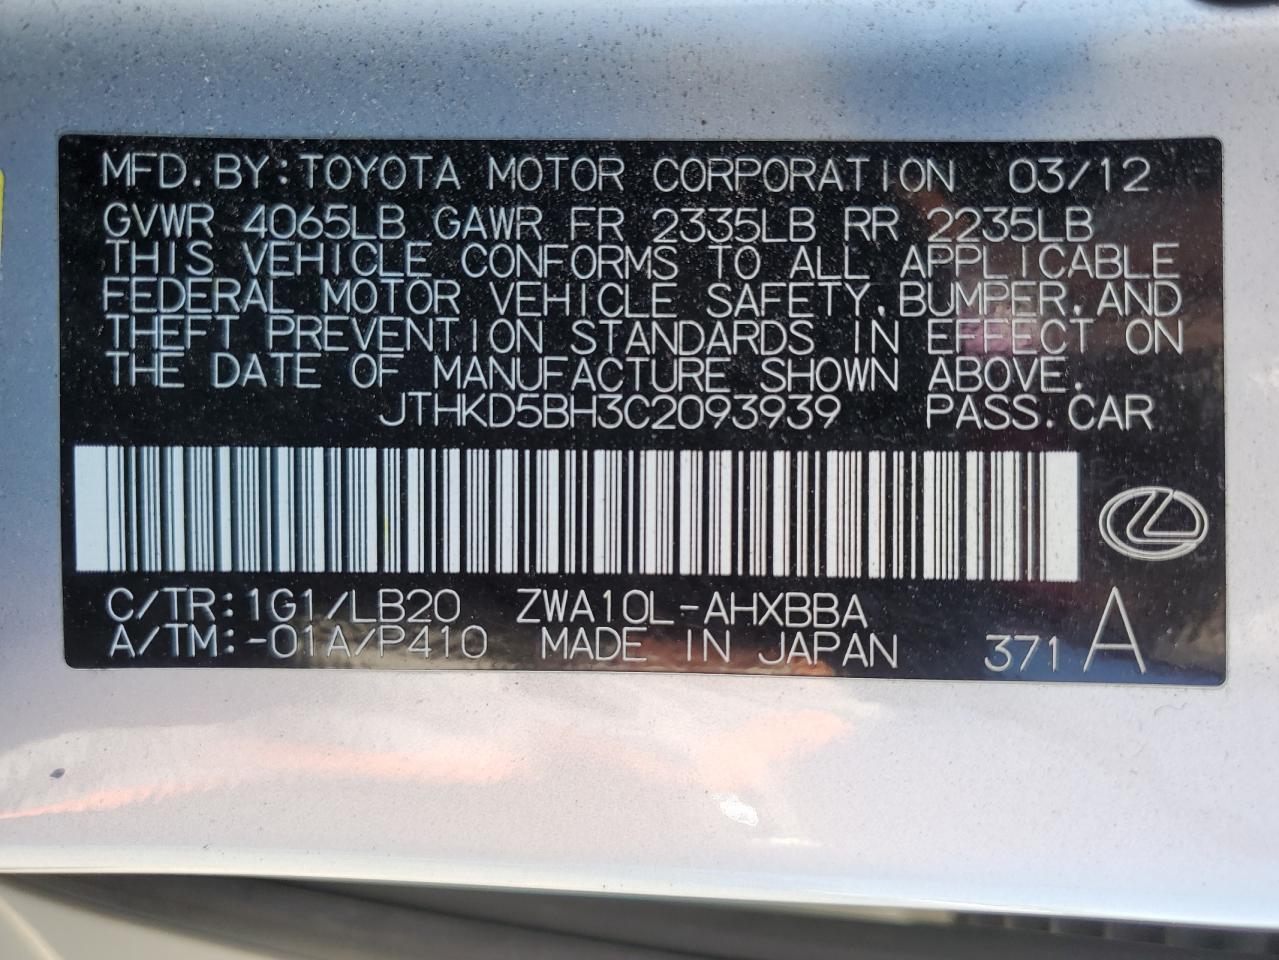 MFD.BY:TOYOTA MOTOR CORPORATION 03/12
GVWR 4065LB GAWR FR 2335LB RR 2235LB
THIS VEHICLE CONFORMS TO ALL APPLICABLE
FEDERAL MOTOR VEHICLE SAFETY,BUMPER,AND
THEFT PREVENTION STANDARDS IN EFFECT ON
THE DATE OF MANUFACTURE SHOWN ABOVE.
JTHKD5BH3C2093939 PASS.CAR
C/TR:1G1/LB20 ZWA10L-AHXBBA
A/TM:-01A/P410 MADE IN JAPAN 371 A